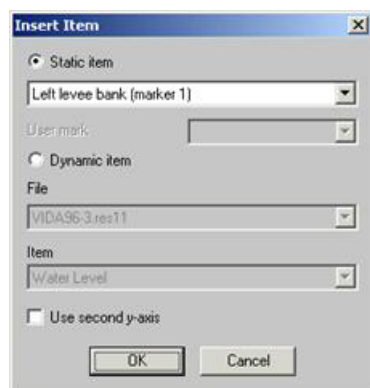 Insert Item
Static item
Left levee bank (marker 1)
User mark
Dynamic item
File
VIDA96-3.res11
Item
Water Level
Use second y-axis
OK Cancel